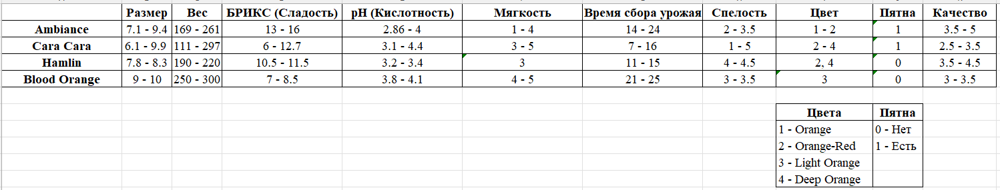 Размер Вес БРИКС (Сладость) pH (Кислотность) Мягкость Время сбора урожая Спелость Цвет Пятна Качество
Ambiance 7.1 - 9.4 169 - 261 13 - 16 2.86 - 4 1 - 4 14 - 24 2 - 3.5 1 - 2 1 3.5 - 5
Cara Cara 6.1 - 9.9 111 - 297 6 - 12.7 3.1 - 4.4 3 - 5 7 - 16 1 - 5 2 - 4 1 2.5 - 3.5
Hamlin 7.8 - 8.3 190 - 220 10.5 - 11.5 3.2 - 3.4 3 11 - 15 4 - 4.5 2, 4 0 3.5 - 4.5
Blood Orange 9 - 10 250 - 300 7 - 8.5 3.8 - 4.1 4 - 5 21 - 25 3 - 3.5 3 0 3 - 3.5
Цвета Пятна
1 - Orange 0 - Нет
2 - Orange-Red 1 - Есть
3 - Light Orange
4 - Deep Orange